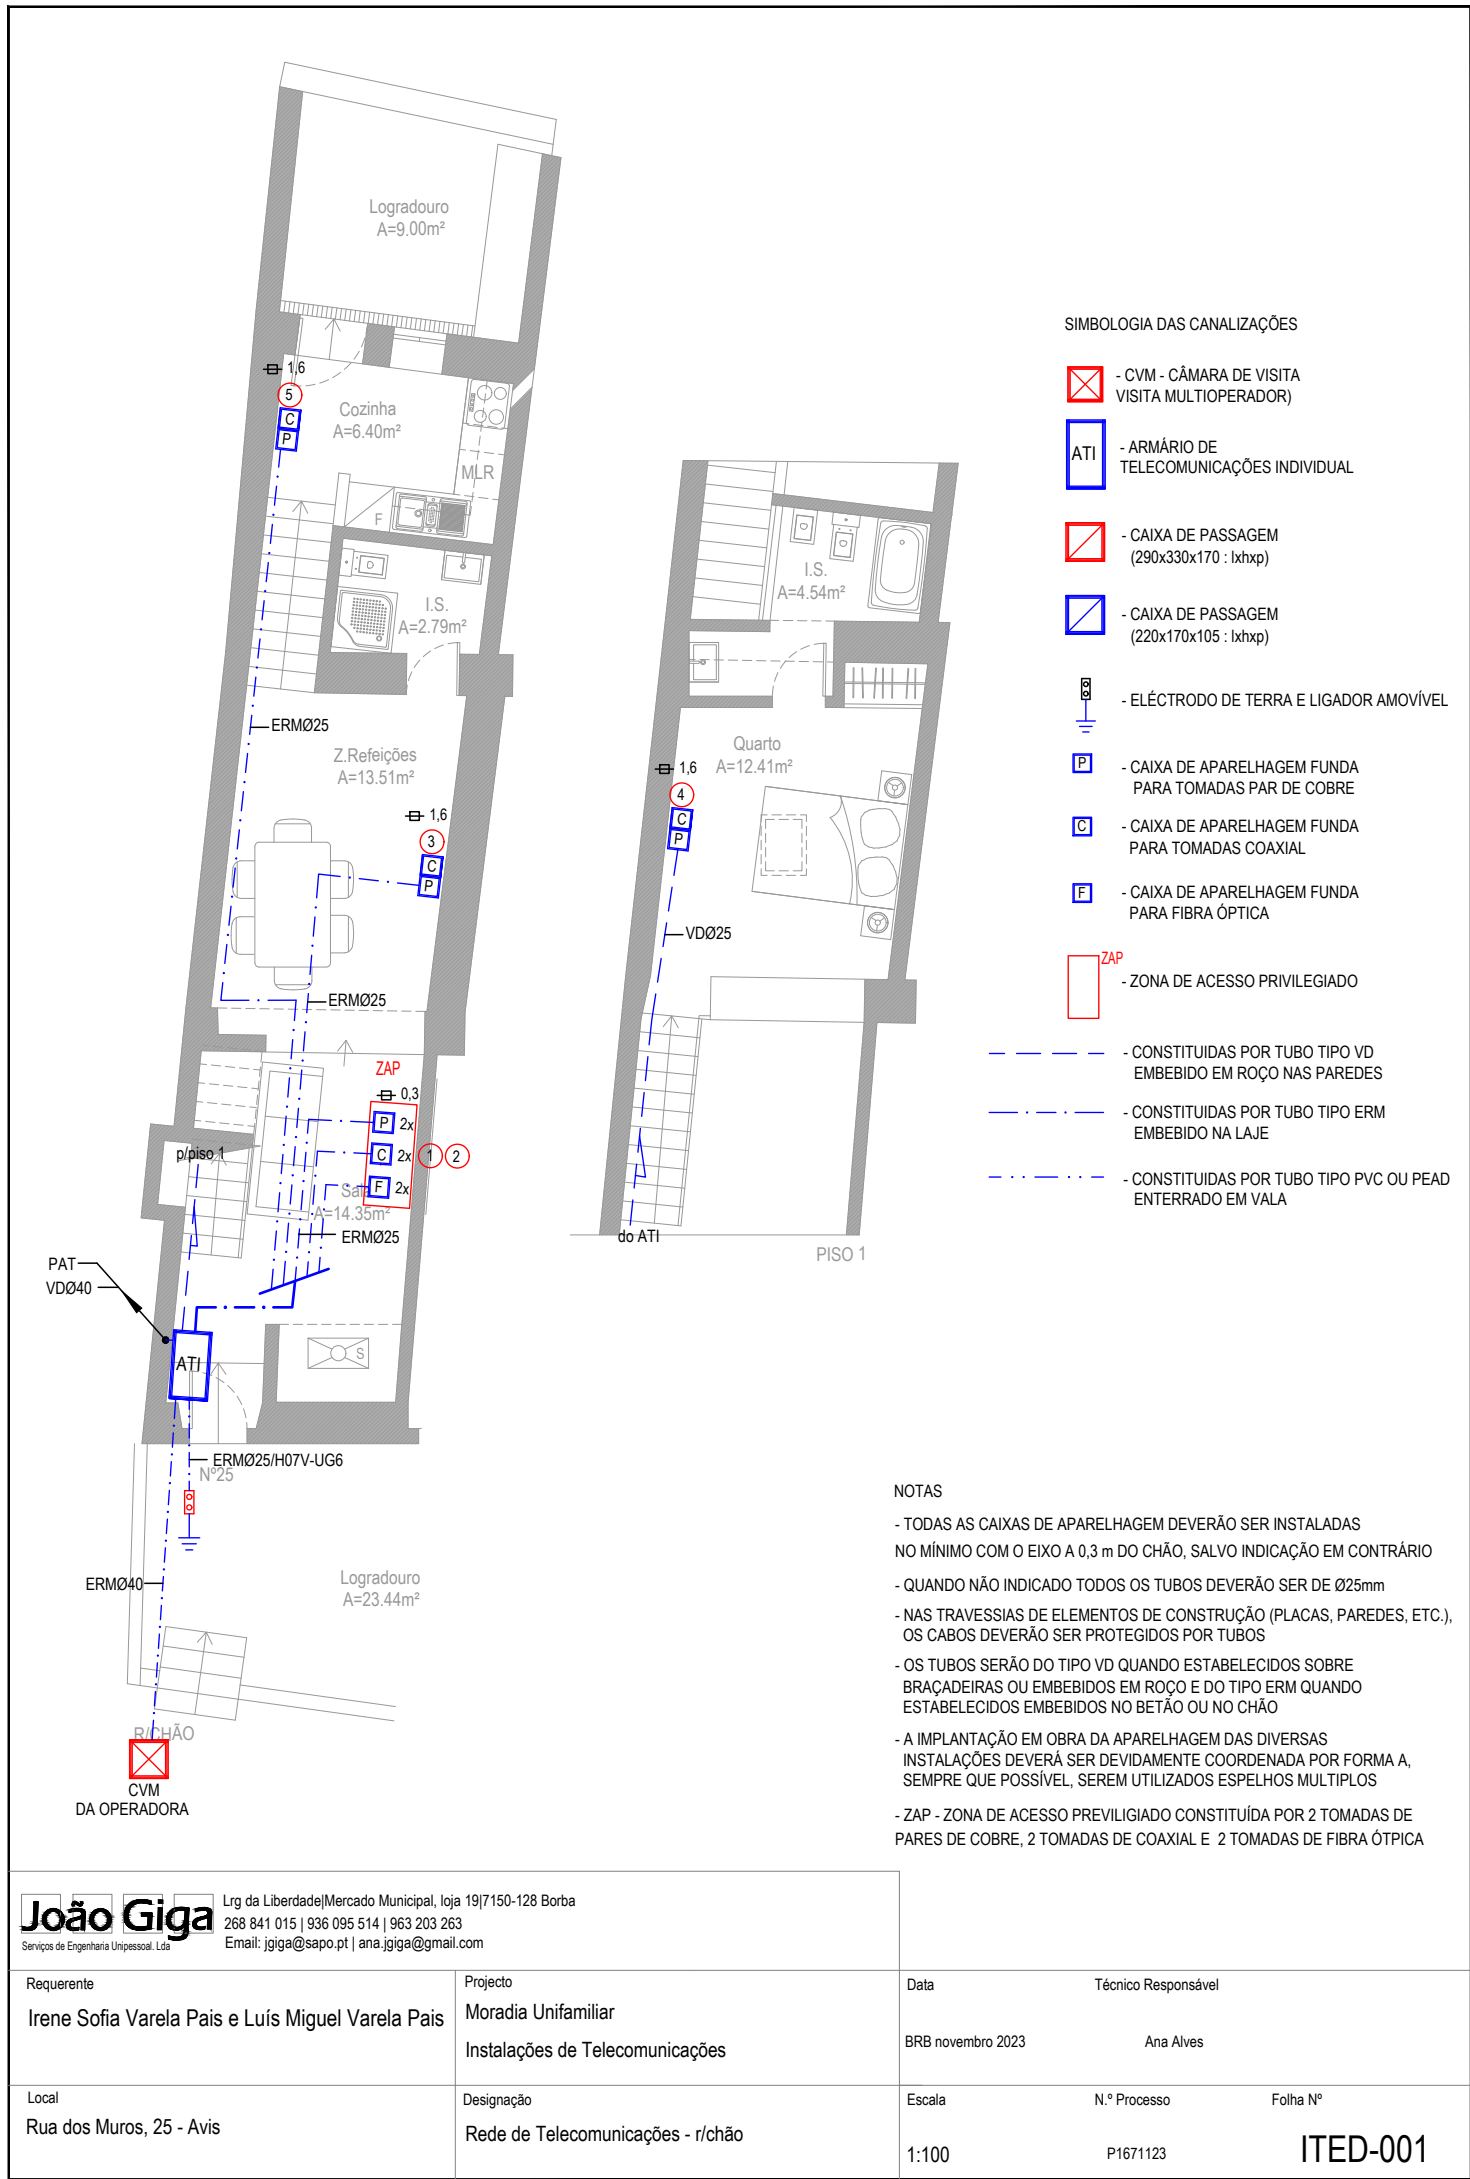 Logradouro
A=9.00m²
1,6
5
C
P
Cozinha
A=6.40m²
MLR
F
I.S.
A=2.79m²
ERMØ25
Z.Refeições
A=13.51m²
1,6
3
C
P
ERMØ25
ZAP
0,3
P 2x
C 2x 1 2
F 2x
Sala
A=14.35m²
p/piso 1
ERMØ25
PAT
VDØ40
ATI
S
ERMØ25/H07V-UG6
Nº25
ERMØ40
Logradouro
A=23.44m²
R/CHÃO
CVM
DA OPERADORA
I.S.
A=4.54m²
Quarto
A=12.41m²
1,6
4
C
P
VDØ25
do ATI
PISO 1
SIMBOLOGIA DAS CANALIZAÇÕES
- CVM - CÂMARA DE VISITA
VISITA MULTIOPERADOR)
ATI
- ARMÁRIO DE
TELECOMUNICAÇÕES INDIVIDUAL
- CAIXA DE PASSAGEM
(290x330x170 : lxhxp)
- CAIXA DE PASSAGEM
(220x170x105 : lxhxp)
- ELÉCTRODO DE TERRA E LIGADOR AMOVÍVEL
P
- CAIXA DE APARELHAGEM FUNDA
PARA TOMADAS PAR DE COBRE
C
- CAIXA DE APARELHAGEM FUNDA
PARA TOMADAS COAXIAL
F
- CAIXA DE APARELHAGEM FUNDA
PARA FIBRA ÓPTICA
ZAP
- ZONA DE ACESSO PRIVILEGIADO
- CONSTITUIDAS POR TUBO TIPO VD
EMBEBIDO EM ROÇO NAS PAREDES
- CONSTITUIDAS POR TUBO TIPO ERM
EMBEBIDO NA LAJE
- CONSTITUIDAS POR TUBO TIPO PVC OU PEAD
ENTERRADO EM VALA
NOTAS
- TODAS AS CAIXAS DE APARELHAGEM DEVERÃO SER INSTALADAS
NO MÍNIMO COM O EIXO A 0,3 m DO CHÃO, SALVO INDICAÇÃO EM CONTRÁRIO
- QUANDO NÃO INDICADO TODOS OS TUBOS DEVERÃO SER DE Ø25mm
- NAS TRAVESSIAS DE ELEMENTOS DE CONSTRUÇÃO (PLACAS, PAREDES, ETC.),
OS CABOS DEVERÃO SER PROTEGIDOS POR TUBOS
- OS TUBOS SERÃO DO TIPO VD QUANDO ESTABELECIDOS SOBRE
BRAÇADEIRAS OU EMBEBIDOS EM ROÇO E DO TIPO ERM QUANDO
ESTABELECIDOS EMBEBIDOS NO BETÃO OU NO CHÃO
- A IMPLANTAÇÃO EM OBRA DA APARELHAGEM DAS DIVERSAS
INSTALAÇÕES DEVERÁ SER DEVIDAMENTE COORDENADA POR FORMA A,
SEMPRE QUE POSSÍVEL, SEREM UTILIZADOS ESPELHOS MULTIPLOS
- ZAP - ZONA DE ACESSO PREVILIGIADO CONSTITUÍDA POR 2 TOMADAS DE
PARES DE COBRE, 2 TOMADAS DE COAXIAL E 2 TOMADAS DE FIBRA ÓTPICA
João Giga
Serviços de Engenharia Unipessoal. Lda
Lrg da Liberdade|Mercado Municipal, loja 19|7150-128 Borba
268 841 015 | 936 095 514 | 963 203 263
Email: jgiga@sapo.pt | ana.jgiga@gmail.com
Requerente
Irene Sofia Varela Pais e Luís Miguel Varela Pais
Projecto
Moradia Unifamiliar
Instalações de Telecomunicações
Data
BRB novembro 2023
Técnico Responsável
Ana Alves
Local
Rua dos Muros, 25 - Avis
Designação
Rede de Telecomunicações - r/chão
Escala
1:100
N.º Processo
P1671123
Folha Nº
ITED-001